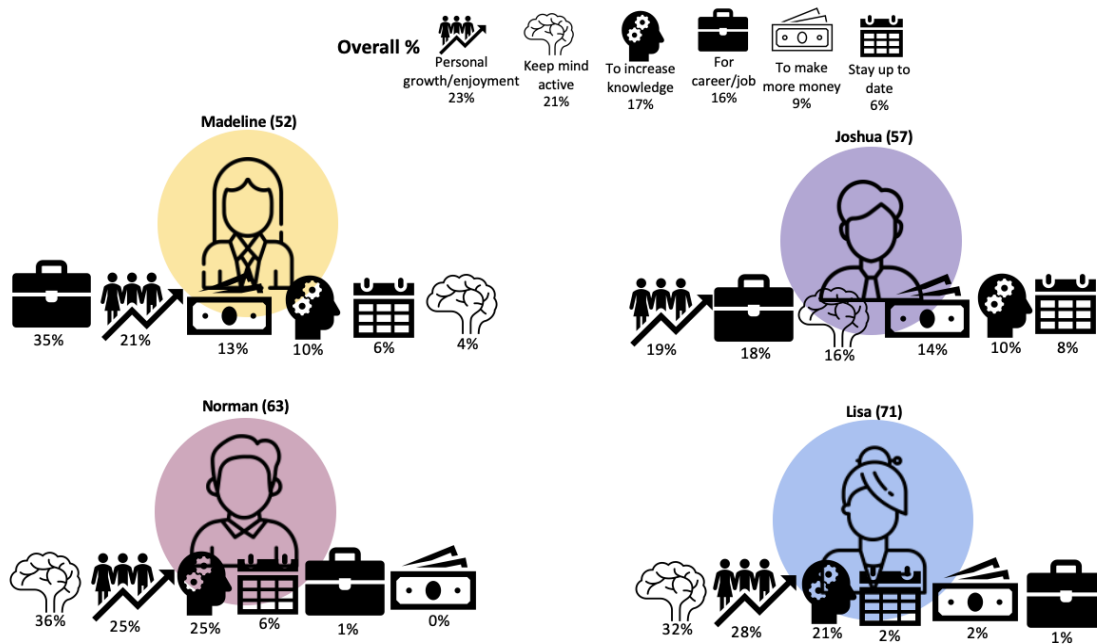 Overall %
Personal
growth/enjoyment
23%
Keep mind
active
21%
To increase
knowledge
17%
For
career/job
16%
To make
more money
9%
Stay up to
date
6%
Madeline (52)
35%
21%
13%
10%
6%
4%
Joshua (57)
19%
18%
16%
14%
10%
8%
Norman (63)
36%
25%
25%
6%
1%
0%
Lisa (71)
32%
28%
21%
2%
2%
1%